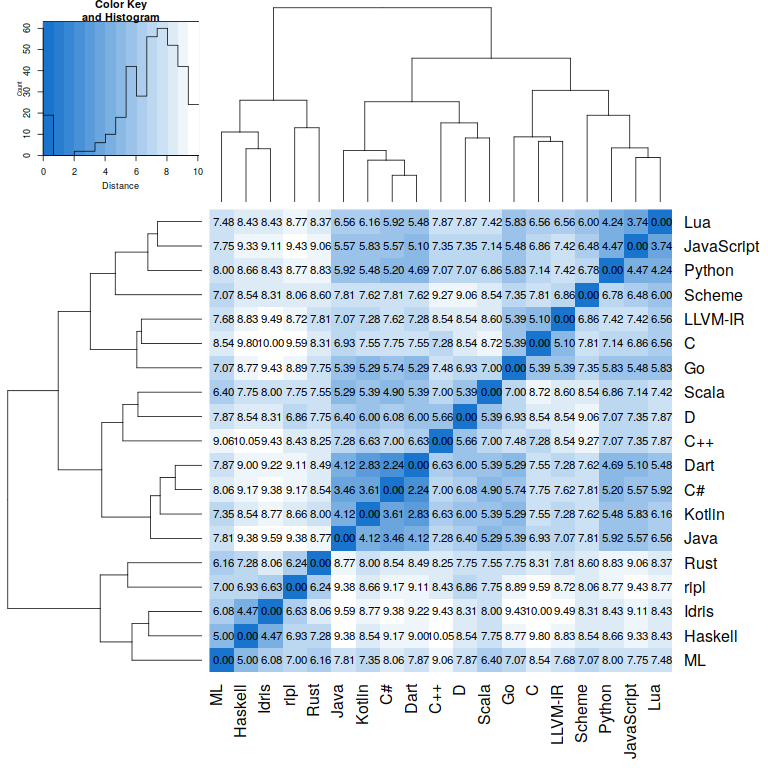 Color Key
and Histogram
Count
0 10 20 30 40 50 60
0 2 4 6 8 10
Distance
7.48 8.43 8.43 8.77 8.37 6.56 6.16 5.92 5.48 7.87 7.87 7.42 5.83 6.56 6.56 6.00 4.24 3.74 0.00 Lua
7.75 9.33 9.11 9.43 9.06 5.57 5.83 5.57 5.10 7.35 7.35 7.14 5.48 6.86 7.42 6.48 4.47 0.00 3.74 JavaScript
8.00 8.66 8.43 8.77 8.83 5.92 5.48 5.20 4.69 7.07 7.07 6.86 5.83 7.14 7.42 6.78 0.00 4.47 4.24 Python
7.07 8.54 8.31 8.06 8.60 7.81 7.62 7.81 7.62 9.27 9.06 8.54 7.35 7.81 6.86 0.00 6.78 6.48 6.00 Scheme
7.68 8.83 9.49 8.72 7.81 7.07 7.28 7.62 7.28 8.54 8.54 8.60 5.39 5.10 0.00 6.86 7.42 7.42 6.56 LLVM-IR
8.54 9.80 10.00 9.59 8.31 6.93 7.55 7.75 7.55 7.28 8.54 8.72 5.39 0.00 5.10 7.81 7.14 6.86 6.56 C
7.07 8.77 9.43 8.89 7.75 5.39 5.29 5.74 5.29 7.48 6.93 7.00 0.00 5.39 5.39 7.35 5.83 5.48 5.83 Go
6.40 7.75 8.00 7.75 7.55 5.29 5.39 4.90 5.39 7.00 5.39 0.00 7.00 8.72 8.60 8.54 6.86 7.14 7.42 Scala
7.87 8.54 8.31 6.86 7.75 6.40 6.00 6.08 6.00 5.66 0.00 5.39 6.93 8.54 8.54 9.06 7.07 7.35 7.87 D
9.06 10.05 9.43 8.43 8.25 7.28 6.63 7.00 6.63 0.00 5.66 7.00 7.48 7.28 8.54 9.27 7.07 7.35 7.87 C++
7.87 9.00 9.22 9.11 8.49 4.12 2.83 2.24 0.00 6.63 6.00 5.39 5.29 7.55 7.28 7.62 4.69 5.10 5.48 Dart
8.06 9.17 9.38 9.17 8.54 3.46 3.61 0.00 2.24 7.00 6.08 4.90 5.74 7.75 7.62 7.81 5.20 5.57 5.92 C#
7.35 8.54 8.77 8.66 8.00 4.12 0.00 3.61 2.83 6.63 6.00 5.39 5.29 7.55 7.28 7.62 5.48 5.83 6.16 Kotlin
7.81 9.38 9.59 9.38 8.77 0.00 4.12 3.46 4.12 7.28 6.40 5.29 5.39 6.93 7.07 7.81 5.92 5.57 6.56 Java
6.16 7.28 8.06 6.24 0.00 8.77 8.00 8.54 8.49 8.25 7.75 7.55 7.75 8.31 7.81 8.60 8.83 9.06 8.37 Rust
7.00 6.93 6.63 0.00 6.24 9.38 8.66 9.17 9.11 8.43 6.86 7.75 8.89 9.59 8.72 8.06 8.77 9.43 8.77 ripl
6.08 4.47 0.00 6.63 8.06 9.59 8.77 9.38 9.22 9.43 8.31 8.00 9.43 10.00 9.49 8.31 8.43 9.11 8.43 Idris
5.00 0.00 4.47 6.93 7.28 9.38 8.54 9.17 9.00 10.05 8.54 7.75 8.77 9.80 8.83 8.54 8.66 9.33 8.43 Haskell
0.00 5.00 6.08 7.00 6.16 7.81 7.35 8.06 7.87 9.06 7.87 6.40 7.07 8.54 7.68 7.07 8.00 7.75 7.48 ML
ML Haskell Idris ripl Rust Java Kotlin C# Dart C++ D Scala Go C LLVM-IR Scheme Python JavaScript Lua